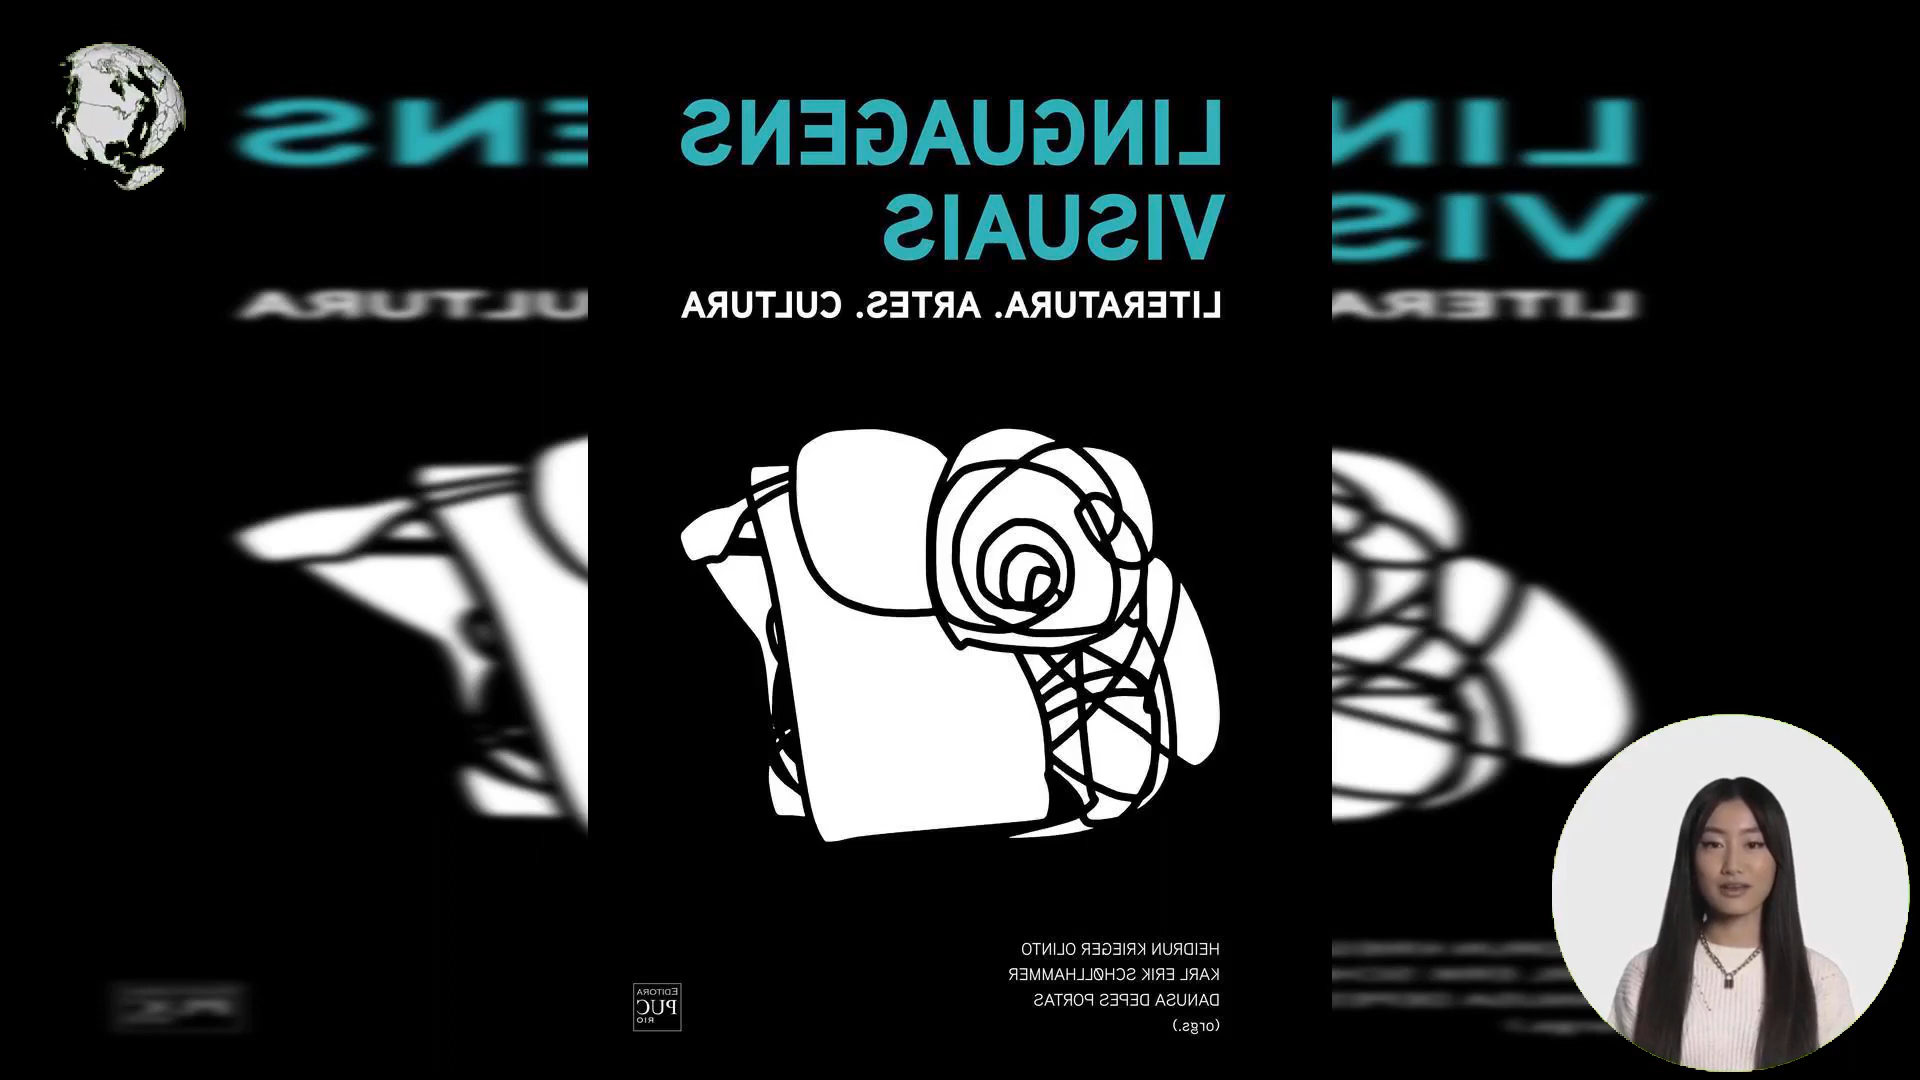 LINGUAGENS
VISUAIS
LITERATURA. ARTES. CULTURA
HEIDRUN KRIEGER OLINTO
KARL ERIK SCHØLLHAMMER
DANUSA DEPES PORTAS
(orgs.)
EDITORA
PUC
RIO